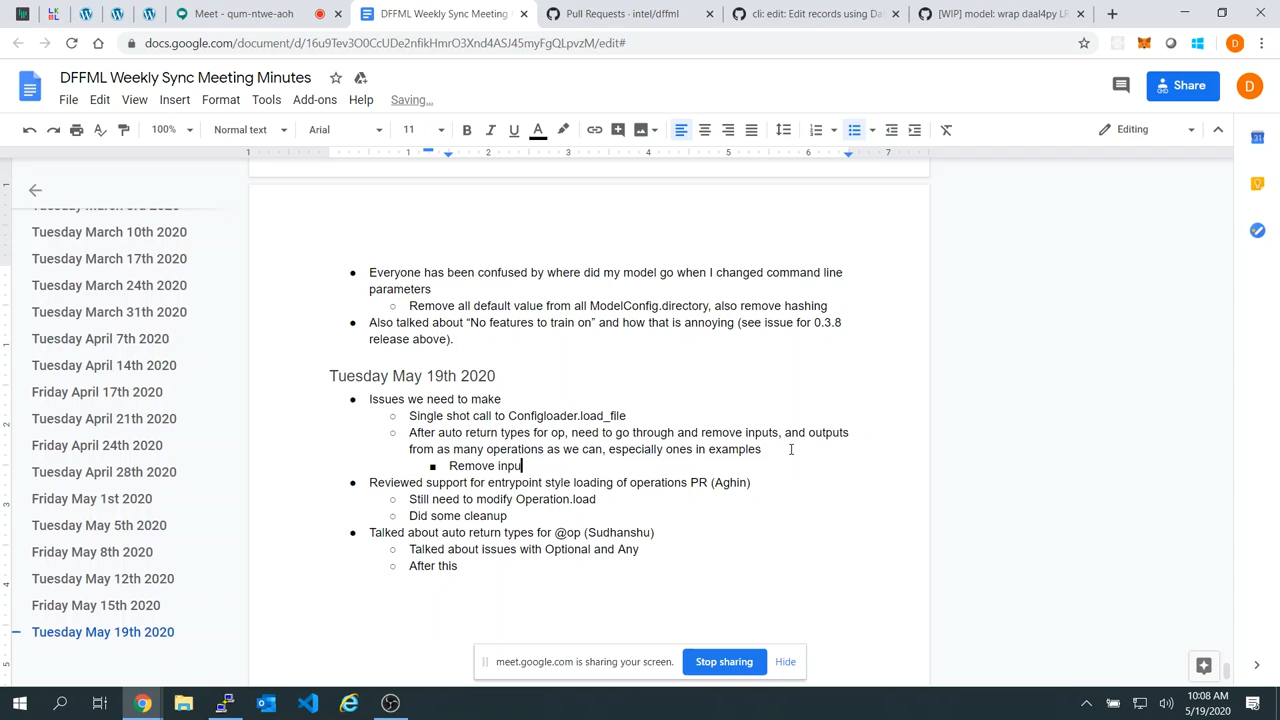 Meet - qum-ntwe-aoh
DFFML Weekly Sync Meeting
Pull Requests · intel/dffml
cli: edit: Edit records using Da
[WIP] model: wrap daal4py LR
docs.google.com/document/d/16u9Tev3O0CcUDe2nfikHmrO3Xnd4ASJ45myFgQLpvzM/edit#
D
DFFML Weekly Sync Meeting Minutes
File Edit View Insert Format Tools Add-ons Help Saving...
Share
D
100% Normal text Arial 11 B I U A Editing
1 1 2 3 4 5 6 7
Tuesday March 10th 2020
Tuesday March 17th 2020
Tuesday March 24th 2020
Tuesday March 31th 2020
Tuesday April 7th 2020
Tuesday April 14th 2020
Friday April 17th 2020
Tuesday April 21th 2020
Friday April 24th 2020
Tuesday April 28th 2020
Friday May 1st 2020
Tuesday May 5th 2020
Friday May 8th 2020
Tuesday May 12th 2020
Friday May 15th 2020
Tuesday May 19th 2020
● Everyone has been confused by where did my model go when I changed command line
parameters
○ Remove all default value from all ModelConfig.directory, also remove hashing
● Also talked about “No features to train on” and how that is annoying (see issue for 0.3.8
release above).
Tuesday May 19th 2020
● Issues we need to make
○ Single shot call to Configloader.load_file
○ After auto return types for op, need to go through and remove inputs, and outputs
from as many operations as we can, especially ones in examples
■ Remove inpu
● Reviewed support for entrypoint style loading of operations PR (Aghin)
○ Still need to modify Operation.load
○ Did some cleanup
● Talked about auto return types for @op (Sudhanshu)
○ Talked about issues with Optional and Any
○ After this
meet.google.com is sharing your screen. Stop sharing Hide
10:08 AM
5/19/2020